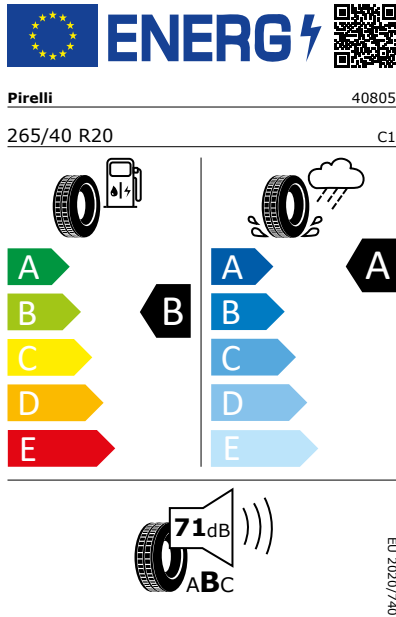 ENERG
Pirelli 40805
265/40 R20 C1
A A A
B B B
C C
D D
E E
71dB
ABC
EU 2020/740